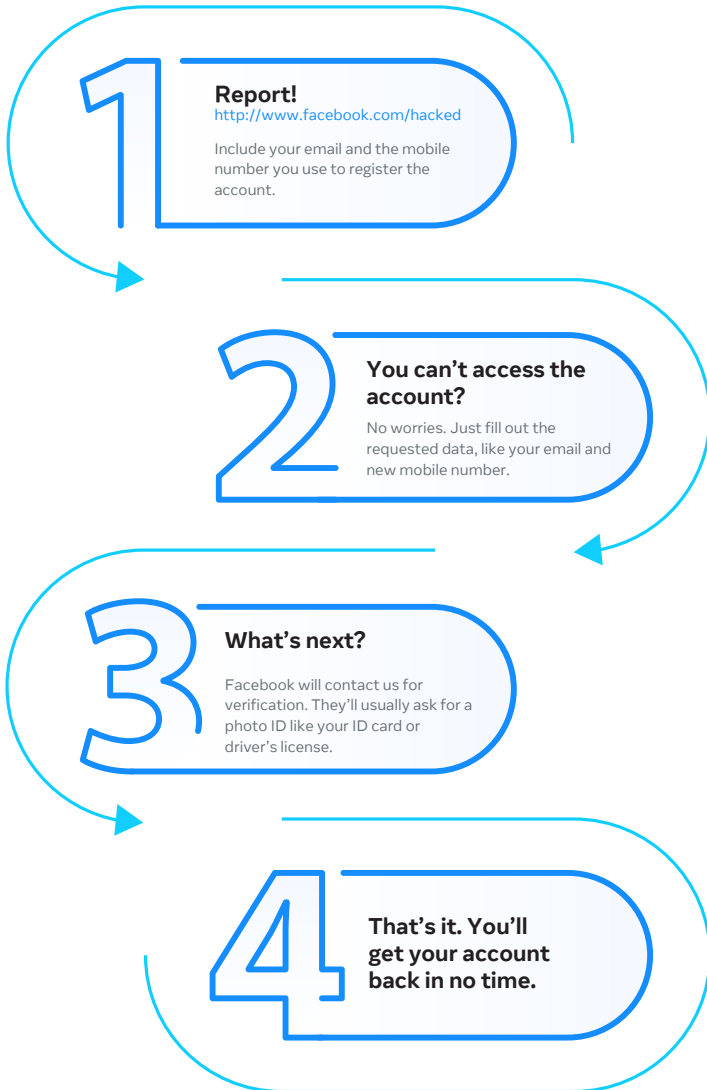 1
Report!
http://www.facebook.com/hacked
Include your email and the mobile
number you use to register the
account.
2
You can’t access the
account?
No worries. Just fill out the
requested data, like your email and
new mobile number.
3
What’s next?
Facebook will contact us for
verification. They’ll usually ask for a
photo ID like your ID card or
driver’s license.
4
That’s it. You’ll
get your account
back in no time.